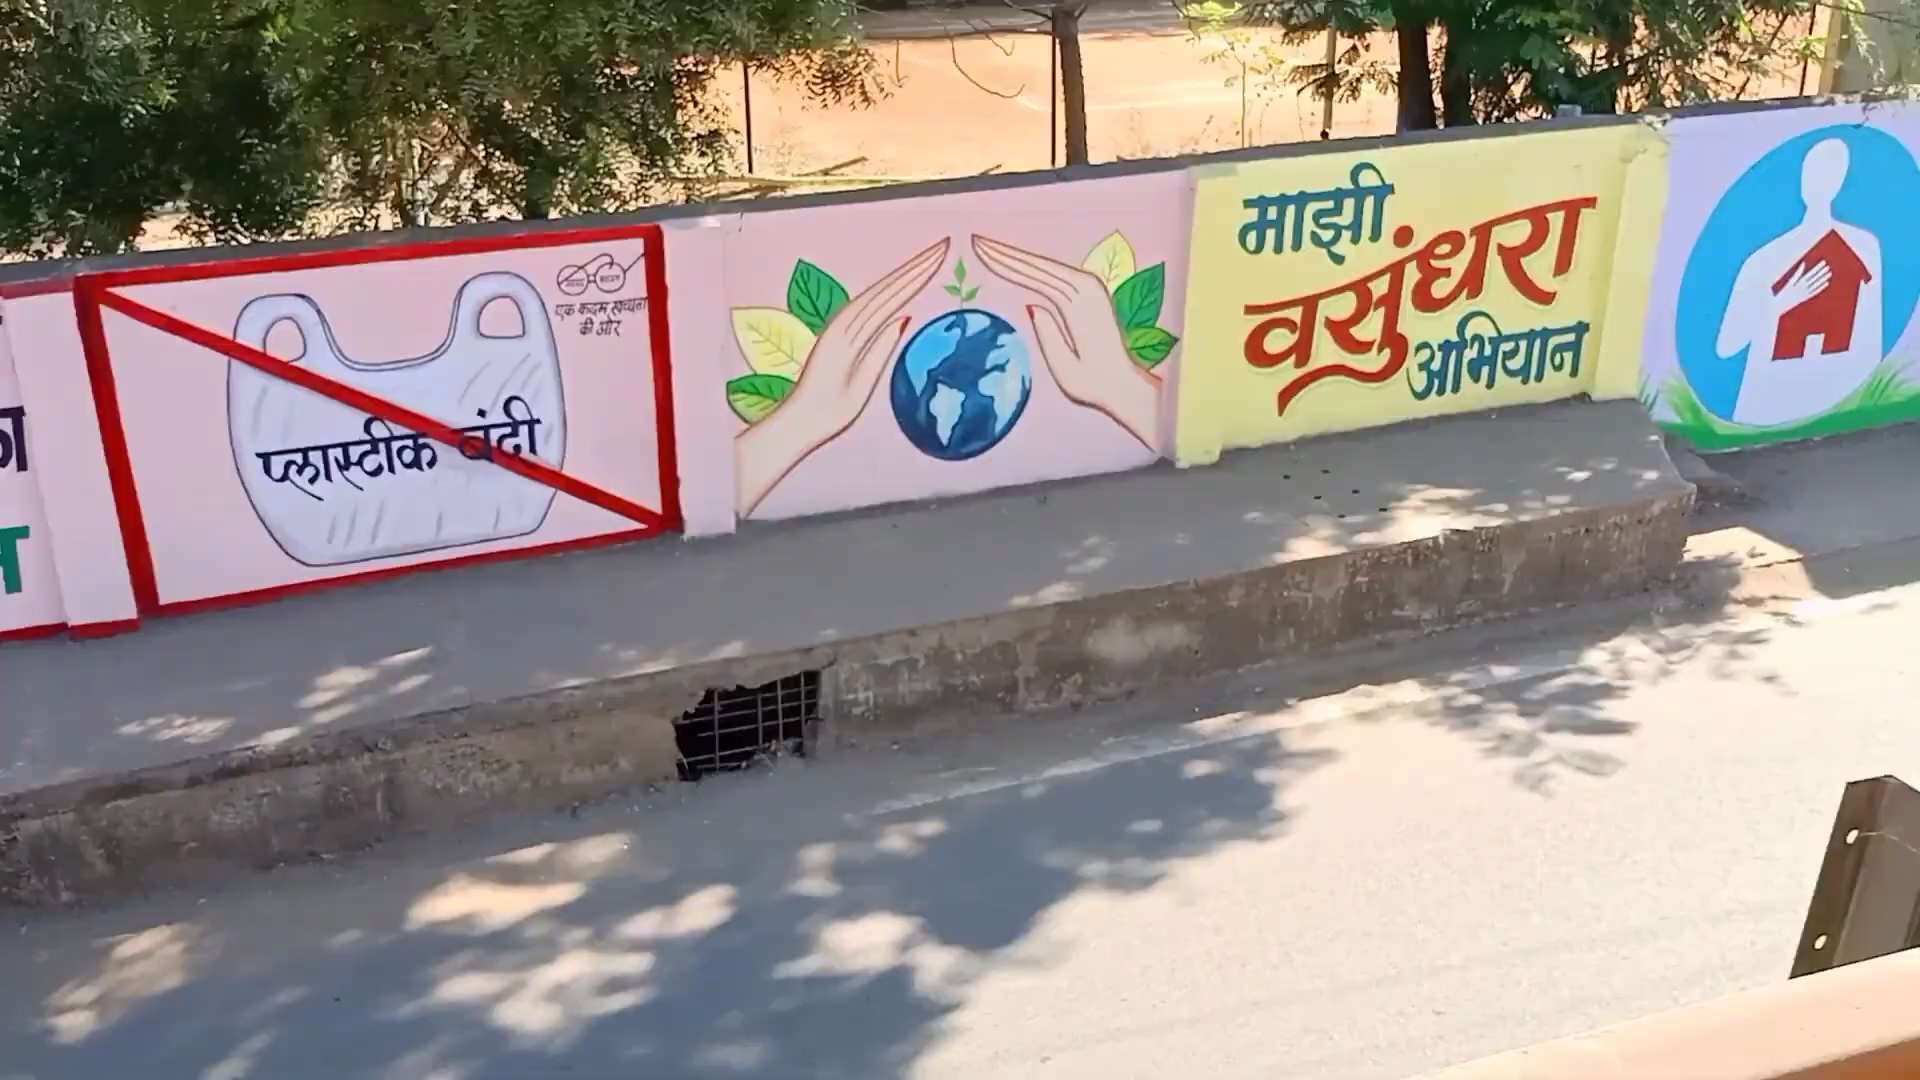 प्लास्टीक बंदी
एक कदम स्वच्छता
की ओर
माझी
वसुंधरा
अभियान